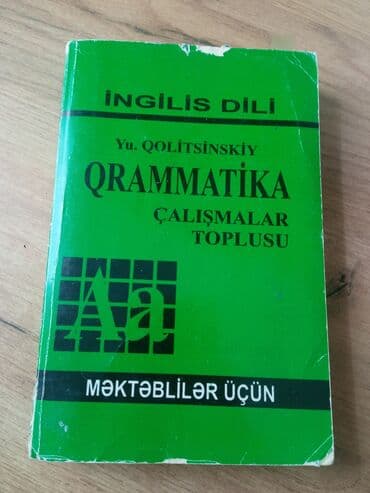 İNGİLİS DİLİ
Yu. QOLİTSİNSKİY
QRAMMATİKA
ÇALIŞMALAR
TOPLUSU
Aa
MƏKTƏBLİLƏR ÜÇÜN